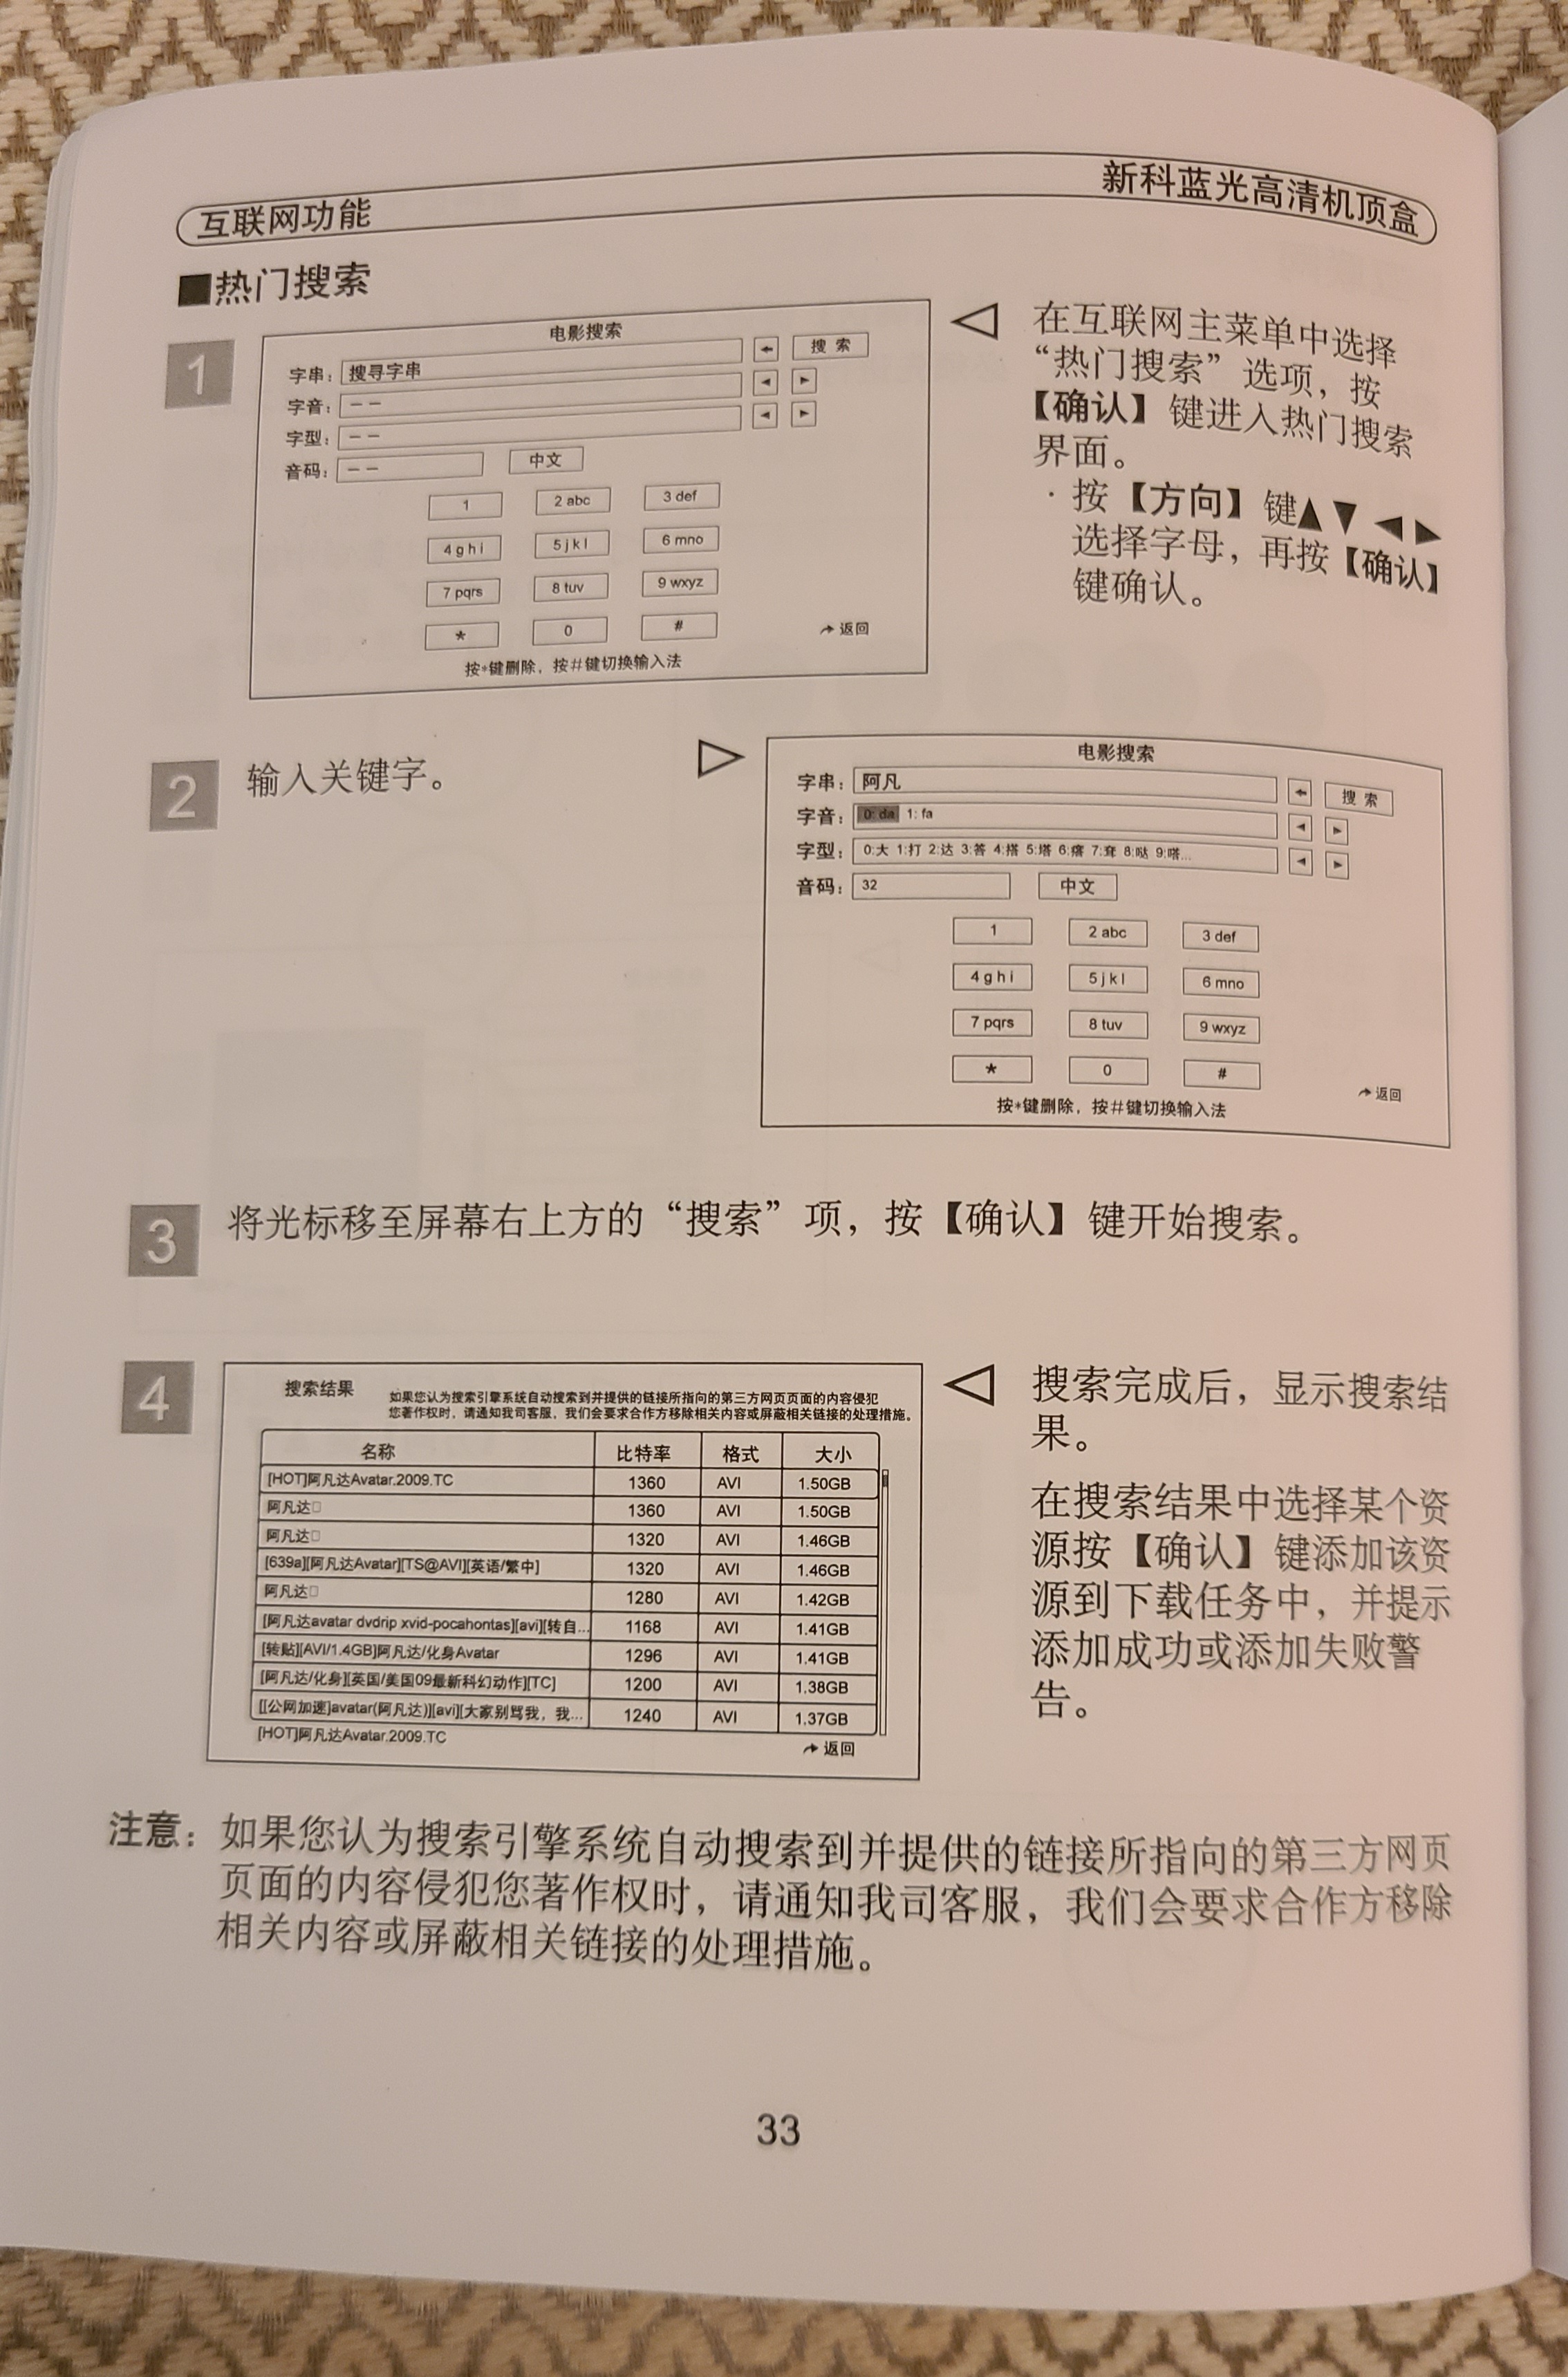 互联网功能
新科蓝光高清机顶盒
■热门搜索
1
电影搜索
字串: 搜寻字串 搜 索
字音: – –
字型: – –
音码: – – 中文
1 2 abc 3 def
4 g h i 5 j k l 6 mno
7 pqrs 8 tuv 9 wxyz
* 0 #
返回
按*键删除，按#键切换输入法
在互联网主菜单中选择
“热门搜索”选项，按
【确认】键进入热门搜索
界面。
· 按【方向】键▲▼◀▶
选择字母，再按【确认】
键确认。
2
输入关键字。
电影搜索
字串: 阿凡 搜 索
字音: 0: da 1: fa
字型: 0:大 1:打 2:达 3:答 4:搭 5:塔 6:瘩 7:耷 8:哒 9:嗒...
音码: 32 中文
1 2 abc 3 def
4 g h i 5 j k l 6 mno
7 pqrs 8 tuv 9 wxyz
* 0 #
返回
按*键删除，按#键切换输入法
3
将光标移至屏幕右上方的“搜索”项，按【确认】键开始搜索。
4
搜索结果
如果您认为搜索引擎系统自动搜索到并提供的链接所指向的第三方网页页面的内容侵犯
您著作权时，请通知我司客服，我们会要求合作方移除相关内容或屏蔽相关链接的处理措施。
名称 比特率 格式 大小
[HOT]阿凡达Avatar.2009.TC 1360 AVI 1.50GB
阿凡达□ 1360 AVI 1.50GB
阿凡达□ 1320 AVI 1.46GB
[639a][阿凡达Avatar][TS@AVI][英语/繁中] 1320 AVI 1.46GB
阿凡达□ 1280 AVI 1.42GB
[阿凡达avatar dvdrip xvid-pocahontas][avi][转自... 1168 AVI 1.41GB
[转贴][AVI/1.4GB]阿凡达/化身Avatar 1296 AVI 1.41GB
[阿凡达/化身][英国/美国09最新科幻动作][TC] 1200 AVI 1.38GB
[[公网加速]avatar(阿凡达)][avi][大家别骂我，我... 1240 AVI 1.37GB
[HOT]阿凡达Avatar.2009.TC
返回
搜索完成后，显示搜索结
果。
在搜索结果中选择某个资
源按【确认】键添加该资
源到下载任务中，并提示
添加成功或添加失败警
告。
注意：如果您认为搜索引擎系统自动搜索到并提供的链接所指向的第三方网页
页面的内容侵犯您著作权时，请通知我司客服，我们会要求合作方移除
相关内容或屏蔽相关链接的处理措施。
33